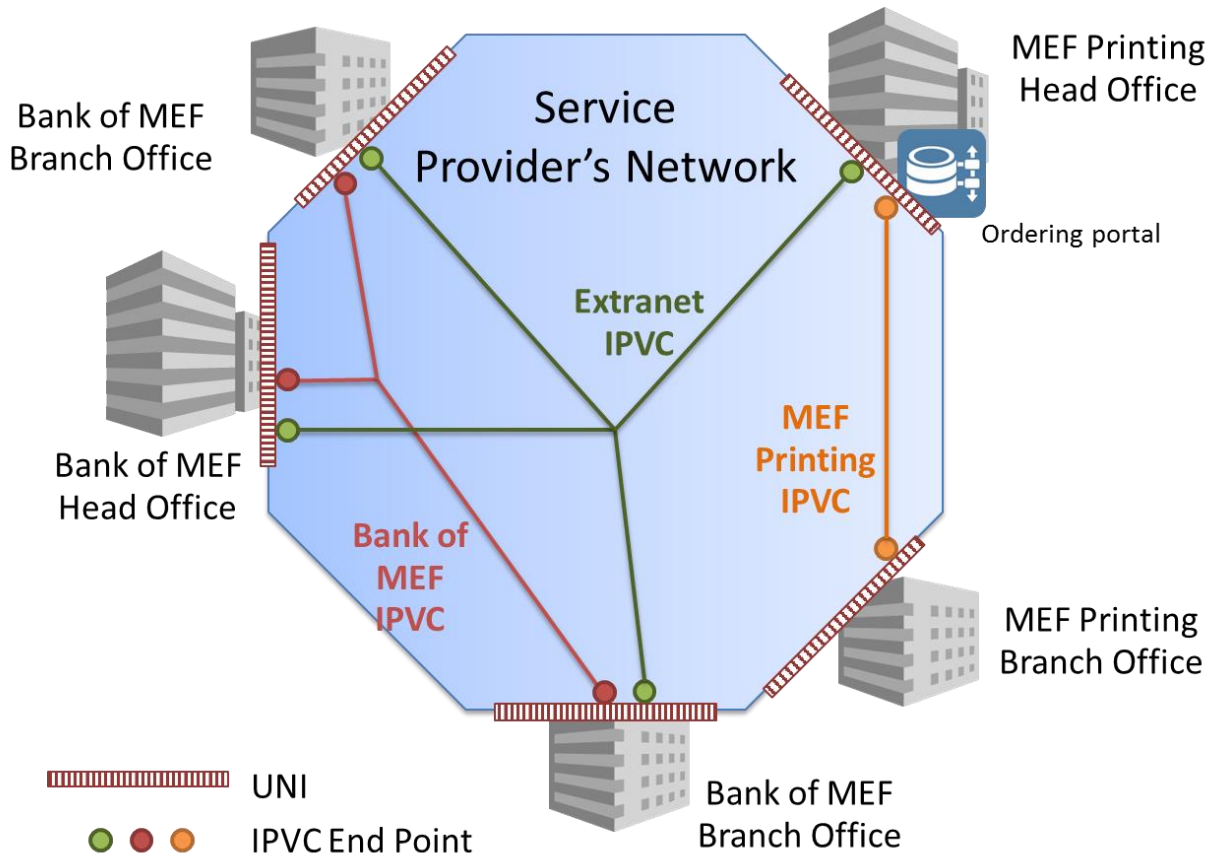 Service
Provider's Network
Bank of MEF
Branch Office
MEF Printing
Head Office
Ordering portal
Extranet
IPVC
Bank of MEF
Head Office
MEF
Printing
IPVC
Bank of
MEF
IPVC
MEF Printing
Branch Office
Bank of MEF
Branch Office
UNI
IPVC End Point